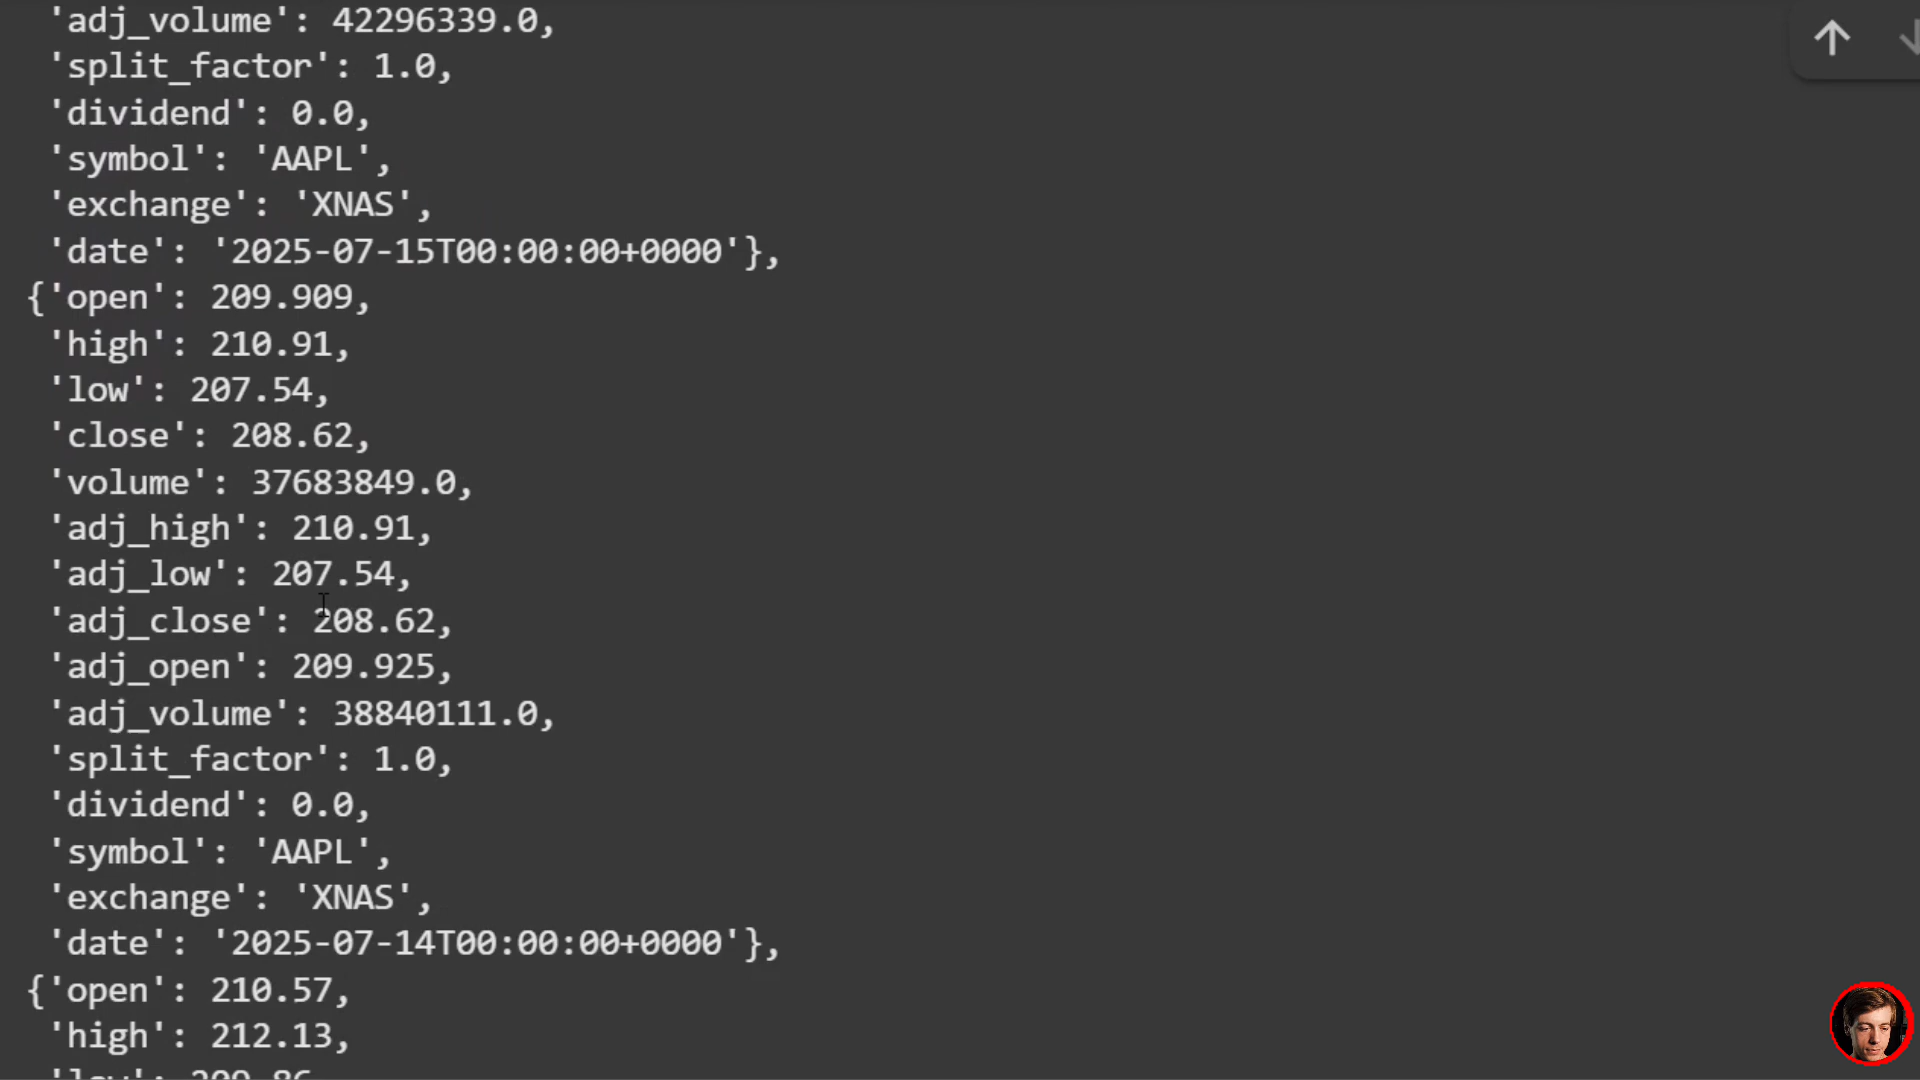 'adj_volume': 42296339.0,
'split_factor': 1.0,
'dividend': 0.0,
'symbol': 'AAPL',
'exchange': 'XNAS',
'date': '2025-07-15T00:00:00+0000'},
{'open': 209.909,
'high': 210.91,
'low': 207.54,
'close': 208.62,
'volume': 37683849.0,
'adj_high': 210.91,
'adj_low': 207.54,
'adj_close': 208.62,
'adj_open': 209.925,
'adj_volume': 38840111.0,
'split_factor': 1.0,
'dividend': 0.0,
'symbol': 'AAPL',
'exchange': 'XNAS',
'date': '2025-07-14T00:00:00+0000'},
{'open': 210.57,
'high': 212.13,
'low': 209.86